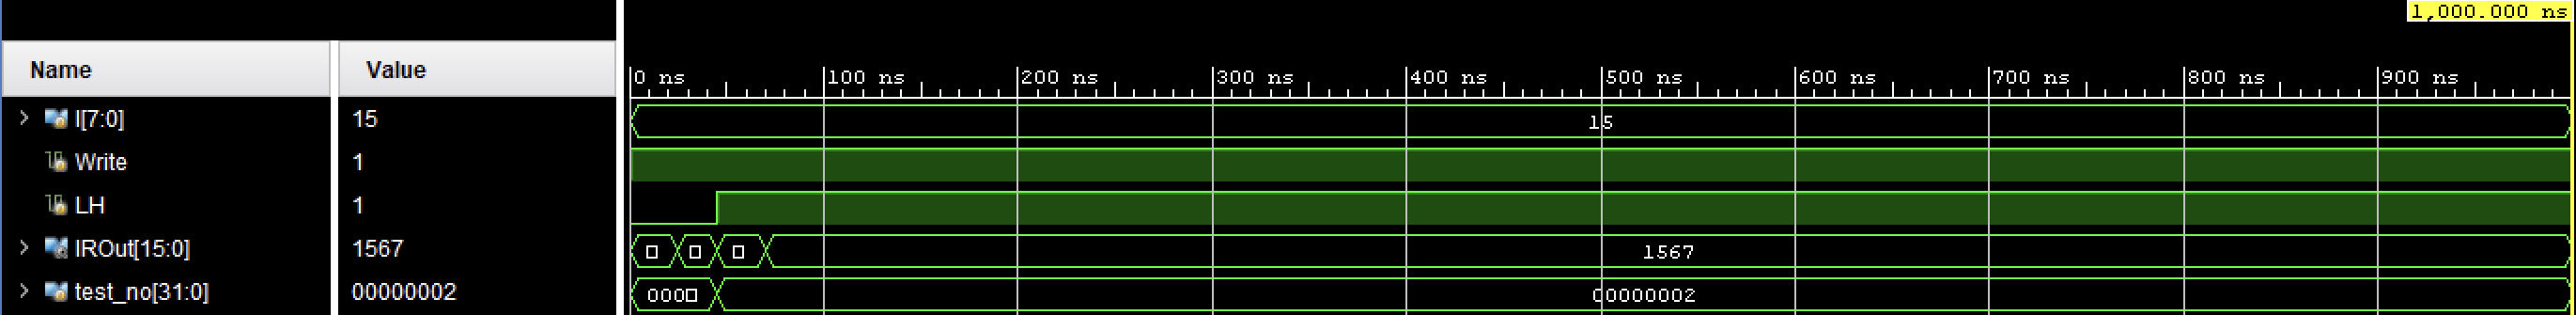 1,000.000 ns
Name Value 0 ns 100 ns 200 ns 300 ns 400 ns 500 ns 600 ns 700 ns 800 ns 900 ns
I[7:0] 15 15
Write 1
LH 1
IROut[15:0] 1567 1567
test_no[31:0] 00000002 000 00000002